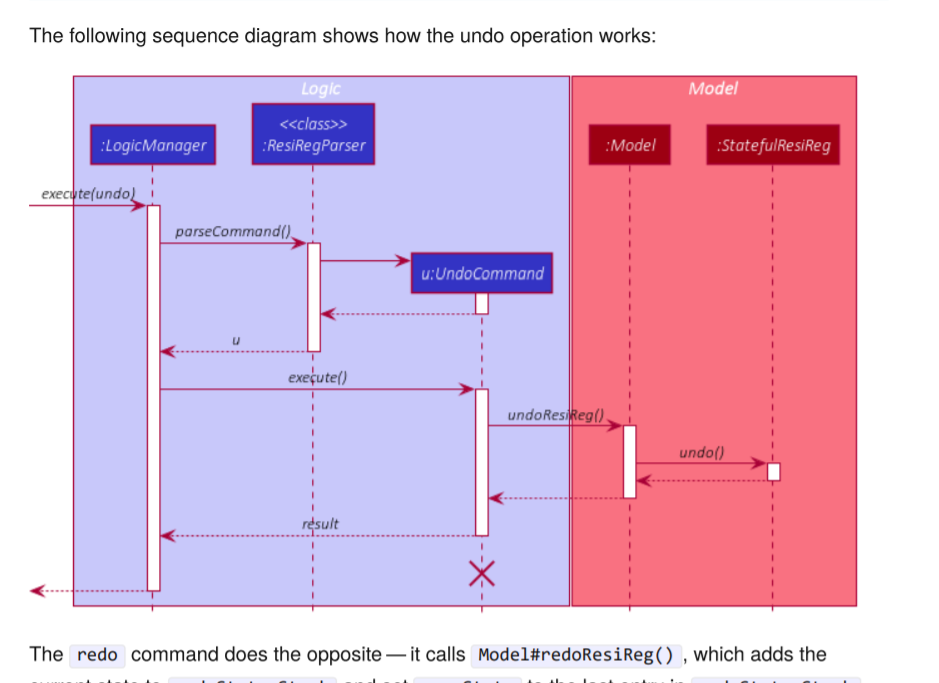 The following sequence diagram shows how the undo operation works:
Logic
Model
<<class>>
:LogicManager
:ResiRegParser
:Model
:StatefulResiReg
execute(undo)
parseCommand()
u:UndoCommand
u
execute()
undoResiReg()
undo()
result
The redo command does the opposite — it calls Model#redoResiReg() , which adds the